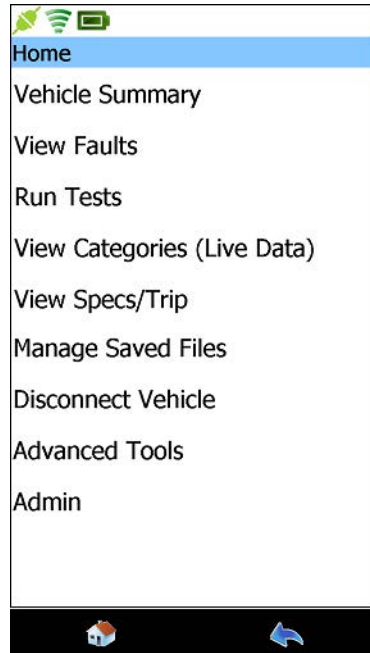 Home
Vehicle Summary
View Faults
Run Tests
View Categories (Live Data)
View Specs/Trip
Manage Saved Files
Disconnect Vehicle
Advanced Tools
Admin